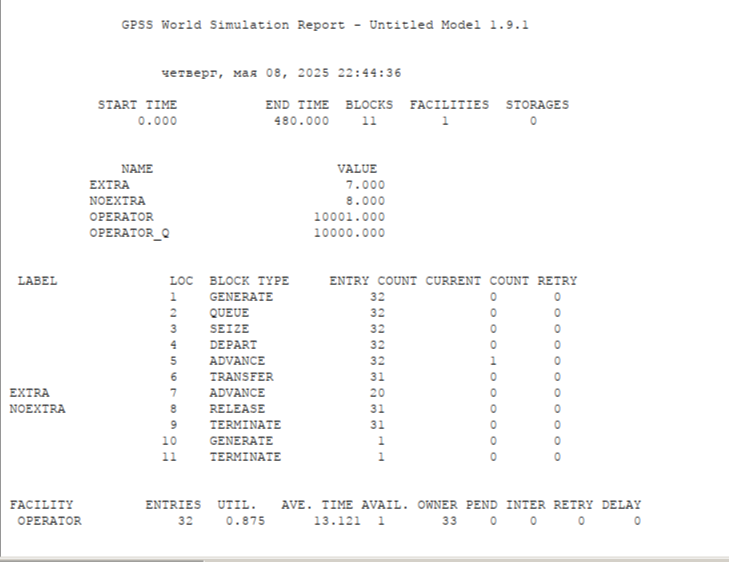 GPSS World Simulation Report - Untitled Model 1.9.1
четверг, мая 08, 2025 22:44:36
START TIME END TIME BLOCKS FACILITIES STORAGES
0.000 480.000 11 1 0
NAME VALUE
EXTRA 7.000
NOEXTRA 8.000
OPERATOR 10001.000
OPERATOR_Q 10000.000
LABEL LOC BLOCK TYPE ENTRY COUNT CURRENT COUNT RETRY
1 GENERATE 32 0 0
2 QUEUE 32 0 0
3 SEIZE 32 0 0
4 DEPART 32 0 0
5 ADVANCE 32 1 0
6 TRANSFER 31 0 0
EXTRA 7 ADVANCE 20 0 0
NOEXTRA 8 RELEASE 31 0 0
9 TERMINATE 31 0 0
10 GENERATE 1 0 0
11 TERMINATE 1 0 0
FACILITY ENTRIES UTIL. AVE. TIME AVAIL. OWNER PEND INTER RETRY DELAY
OPERATOR 32 0.875 13.121 1 33 0 0 0 0